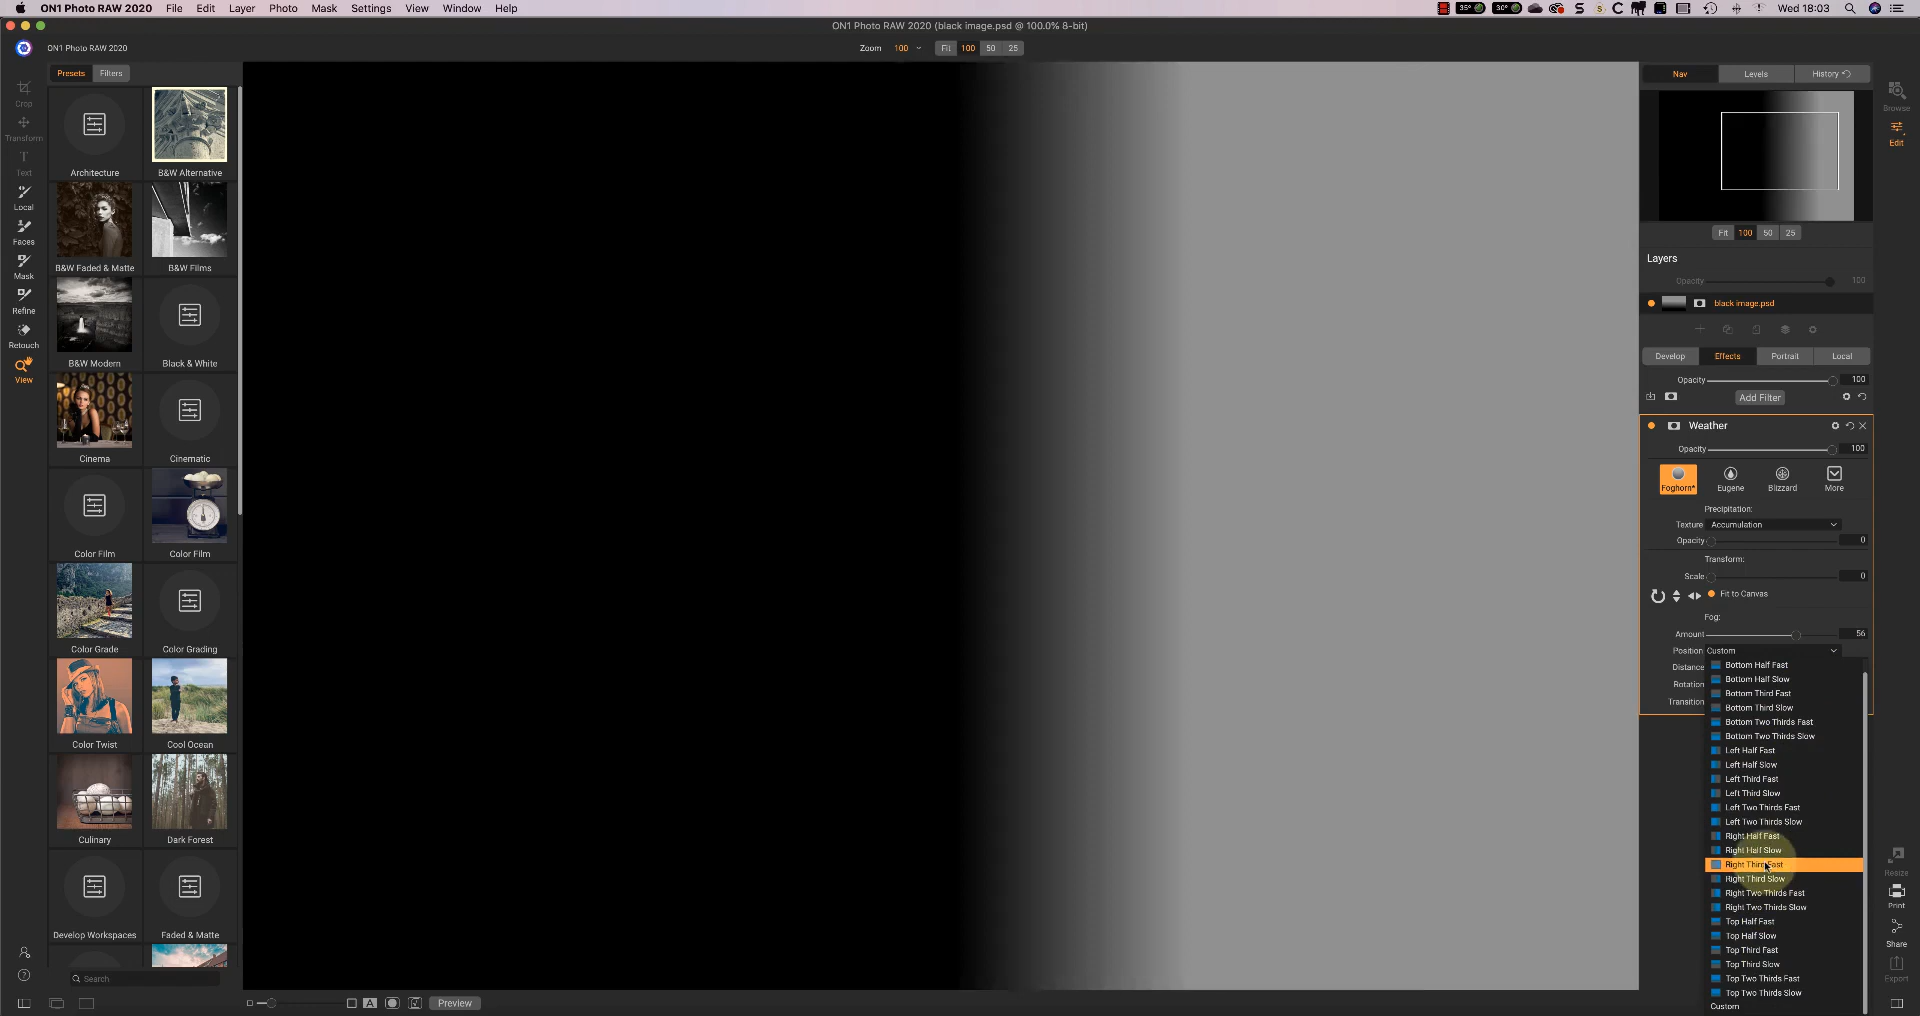 ON1 Photo RAW 2020 File Edit Layer Photo Mask Settings View Window Help 35° 30° Wed 18:03
ON1 Photo RAW 2020 (black image.psd @ 100.0% 8-bit)
ON1 Photo RAW 2020 Zoom 100 Fit 100 50 25
Presets Filters
Nav Levels History
Crop
Transform
Text
Local
Faces
Mask
Refine
Retouch
View
Architecture B&W Alternative
B&W Faded & Matte B&W Films
B&W Modern Black & White
Cinema Cinematic
Color Film Color Film
Color Grade Color Grading
Color Twist Cool Ocean
Culinary Dark Forest
Develop Workspaces Faded & Matte
Search
A Preview
Browse
Edit
Fit 100 50 25
Layers
Opacity 100
black image.psd
Develop Effects Portrait Local
Opacity 100
Add Filter
Weather
Opacity 100
Foghorn* Eugene Blizzard More
Precipitation:
Texture Accumulation
Opacity 0
Transform:
Scale 0
Fit to Canvas
Fog:
Amount 56
Position Custom
Distance
Rotation
Transition
Bottom Half Fast
Bottom Half Slow
Bottom Third Fast
Bottom Third Slow
Bottom Two Thirds Fast
Bottom Two Thirds Slow
Left Half Fast
Left Half Slow
Left Third Fast
Left Third Slow
Left Two Thirds Fast
Left Two Thirds Slow
Right Half Fast
Right Half Slow
Right Third Fast
Right Third Slow
Right Two Thirds Fast
Right Two Thirds Slow
Top Half Fast
Top Half Slow
Top Third Fast
Top Third Slow
Top Two Thirds Fast
Top Two Thirds Slow
Custom
Resize
Print
Share
Export